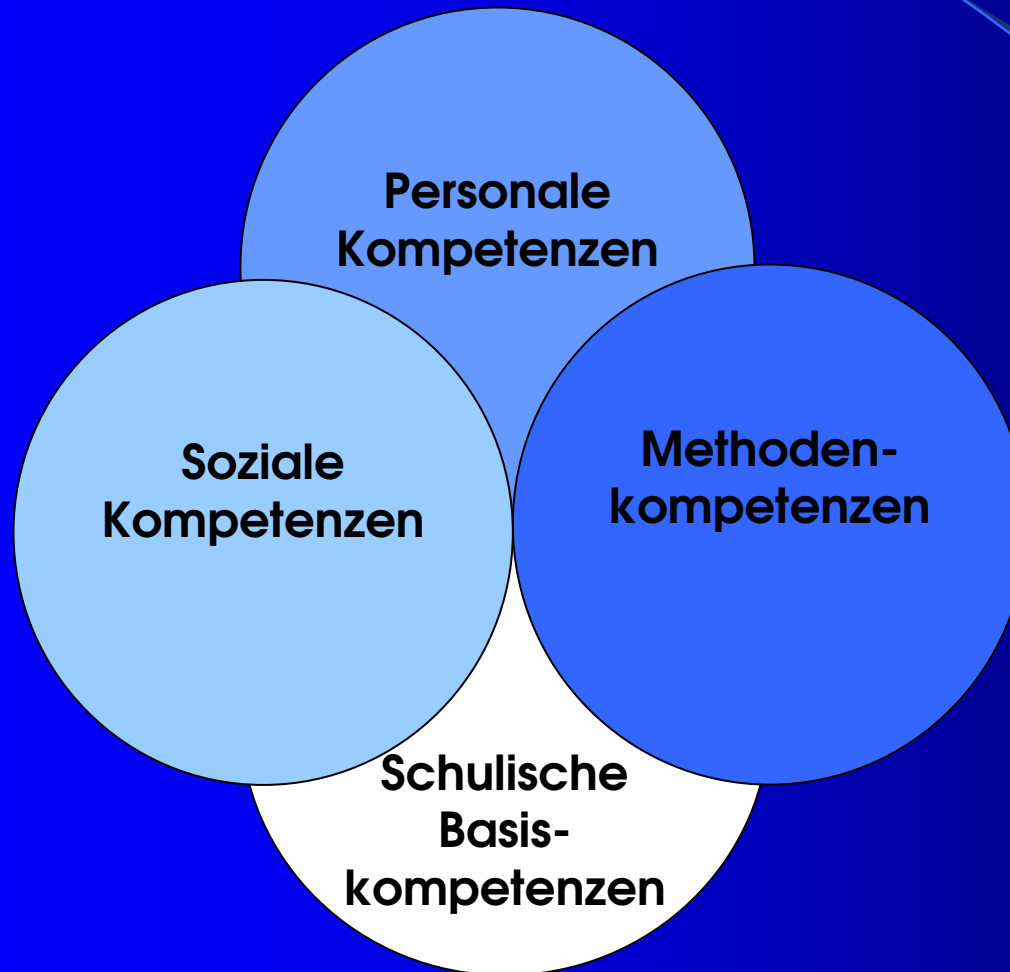 Personale
Kompetenzen
Soziale
Kompetenzen
Methoden-
kompetenzen
Schulische
Basis-
kompetenzen